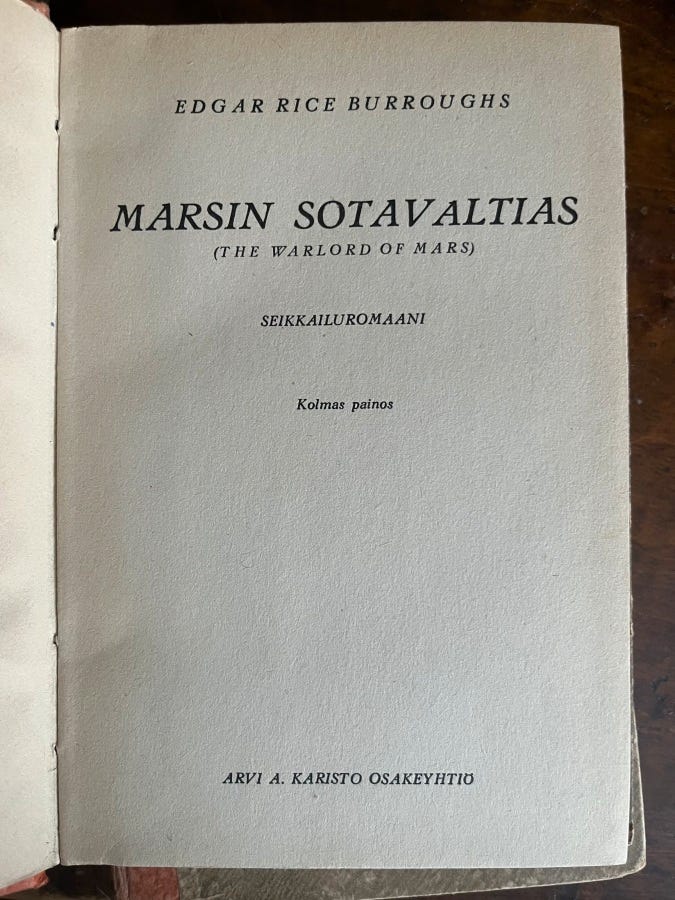 EDGAR RICE BURROUGHS
MARSIN SOTAVALTIAS
(THE WARLORD OF MARS)
SEIKKAILUROMAANI
Kolmas painos
ARVI A. KARISTO OSAKEYHTIÖ